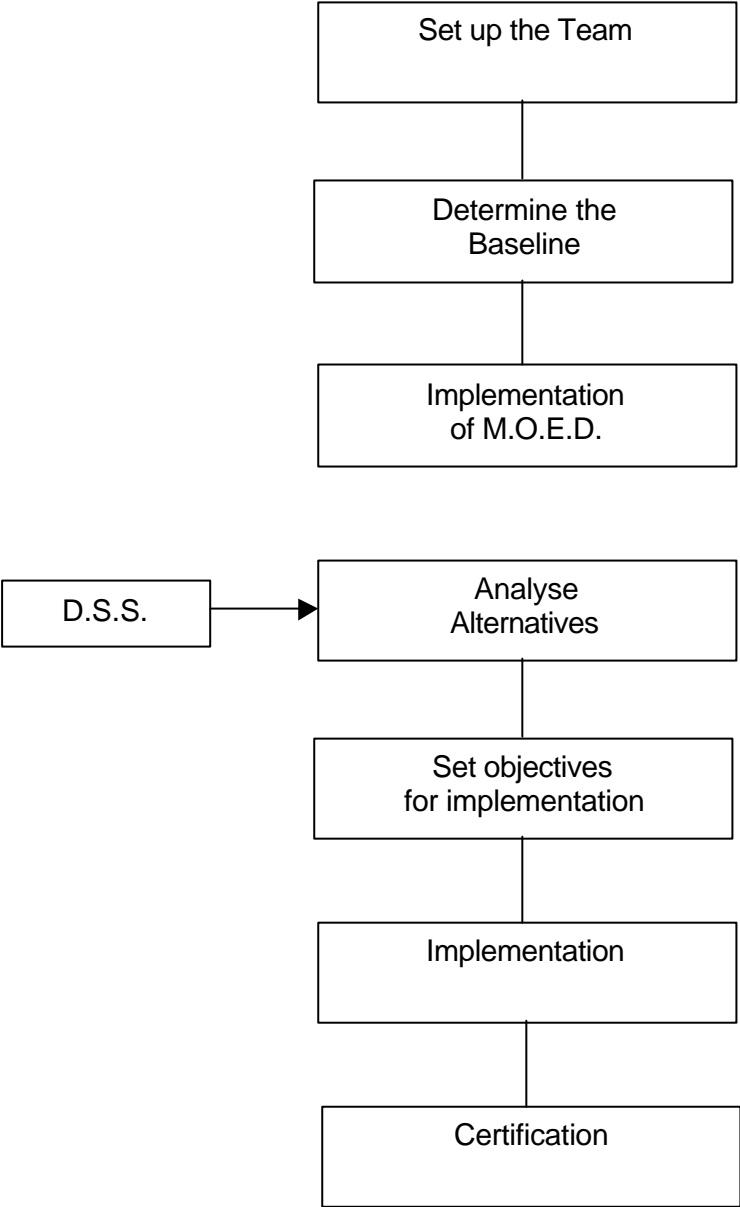 Set up the Team
Determine the
Baseline
Implementation
of M.O.E.D.
D.S.S.
Analyse
Alternatives
Set objectives
for implementation
Implementation
Certification